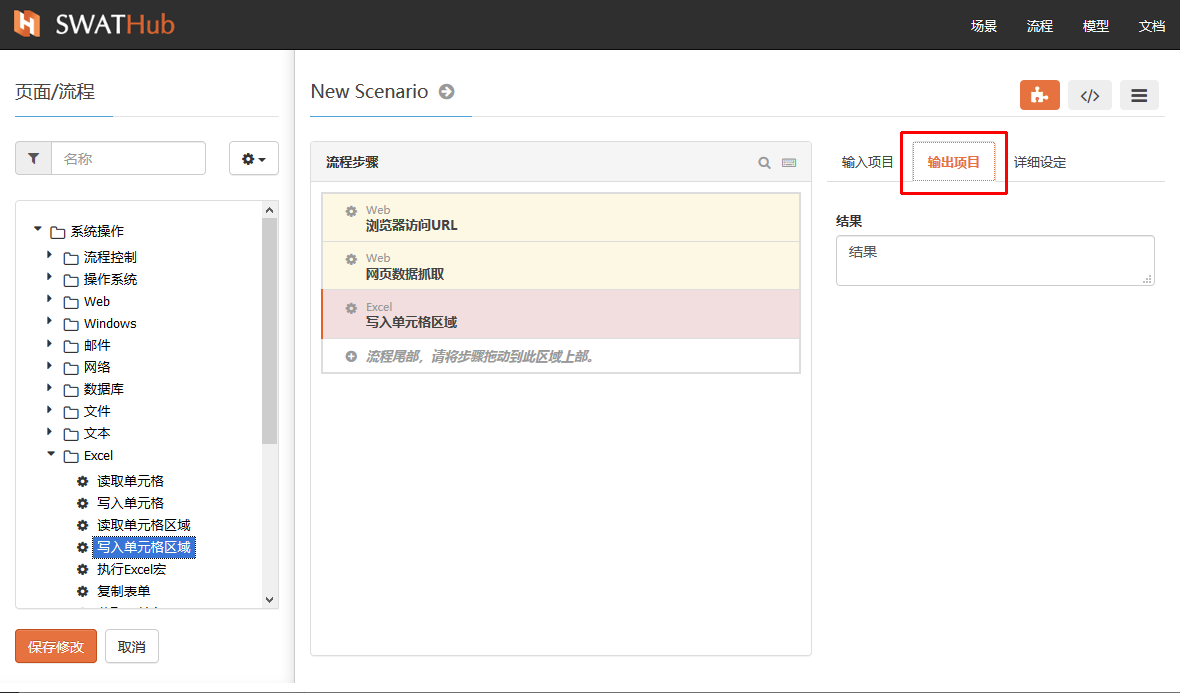 SWATHub
场景 流程 模型 文档
页面/流程
名称
系统操作
流程控制
操作系统
Web
Windows
邮件
网络
数据库
文件
文本
Excel
读取单元格
写入单元格
读取单元格区域
写入单元格区域
执行Excel宏
复制表单
保存修改 取消
New Scenario
</>
流程步骤
Web
浏览器访问URL
Web
网页数据抓取
Excel
写入单元格区域
流程尾部，请将步骤拖动到此区域上部。
输入项目 输出项目 详细设定
结果
结果